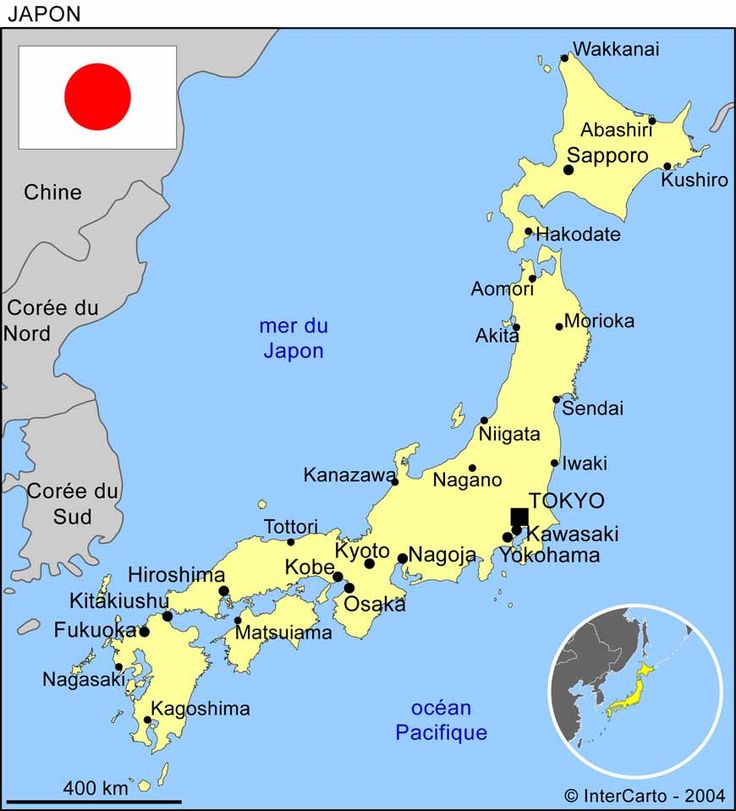 JAPON
Wakkanai
Abashiri
Sapporo
Chine
Kushiro
Hakodate
Aomori
Corée du
Nord
mer du
Japon
Akita
Morioka
Sendai
Niigata
Iwaki
Kanazawa
Nagano
Corée du
Sud
TOKYO
Tottori
Kawasaki
Kyoto
Nagoja
Yokohama
Hiroshima
Kobe
Kitakiushu
Osaka
Fukuoka
Matsuiama
Nagasaki
Kagoshima
océan
Pacifique
400 km
© InterCarto - 2004